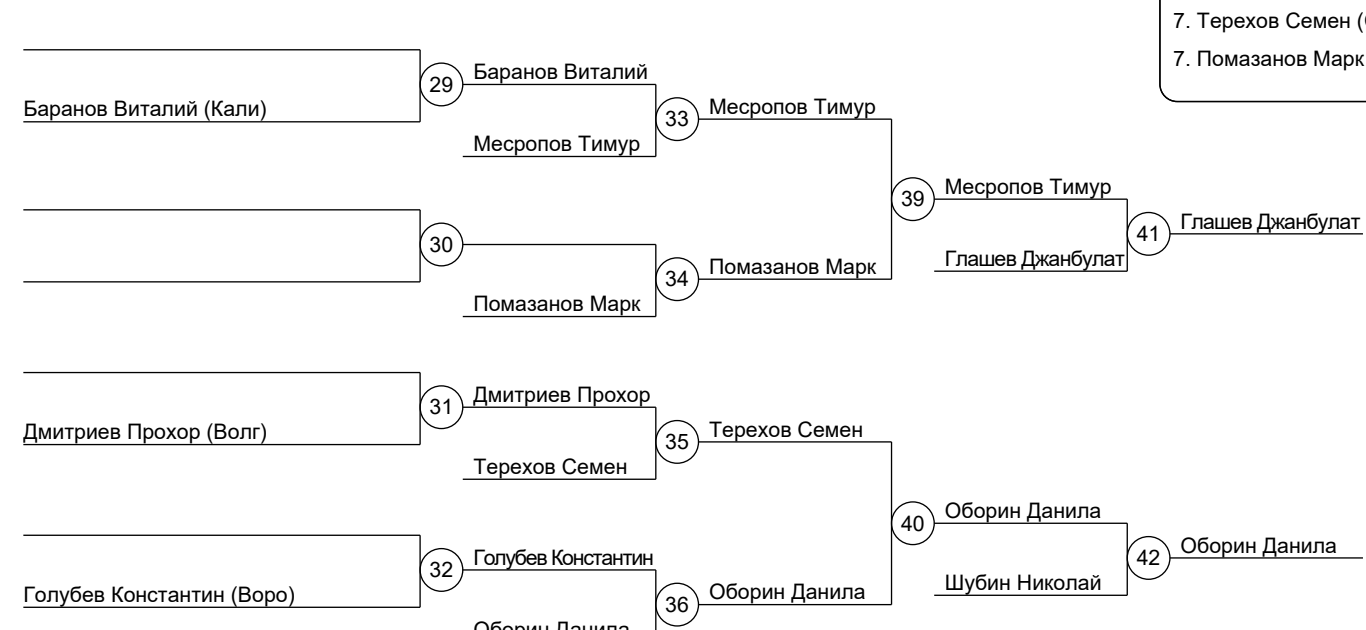 7. Терехов Семен (
7. Помазанов Марк
29
Баранов Виталий
Баранов Виталий (Кали)
33
Месропов Тимур
Месропов Тимур
39
Месропов Тимур
41
Глашев Джанбулат
30
Глашев Джанбулат
34
Помазанов Марк
Помазанов Марк
31
Дмитриев Прохор
Дмитриев Прохор (Волг)
35
Терехов Семен
Терехов Семен
40
Оборин Данила
42
Оборин Данила
32
Голубев Константин
Шубин Николай
Голубев Константин (Воро)
36
Оборин Данила
Оборин Данила